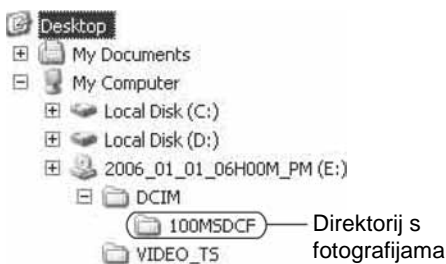 Desktop
My Documents
My Computer
Local Disk (C:)
Local Disk (D:)
2006_01_01_06H00M_PM (E:)
DCIM
100MSDCF
Direktorij s
fotografijama
VIDEO_TS